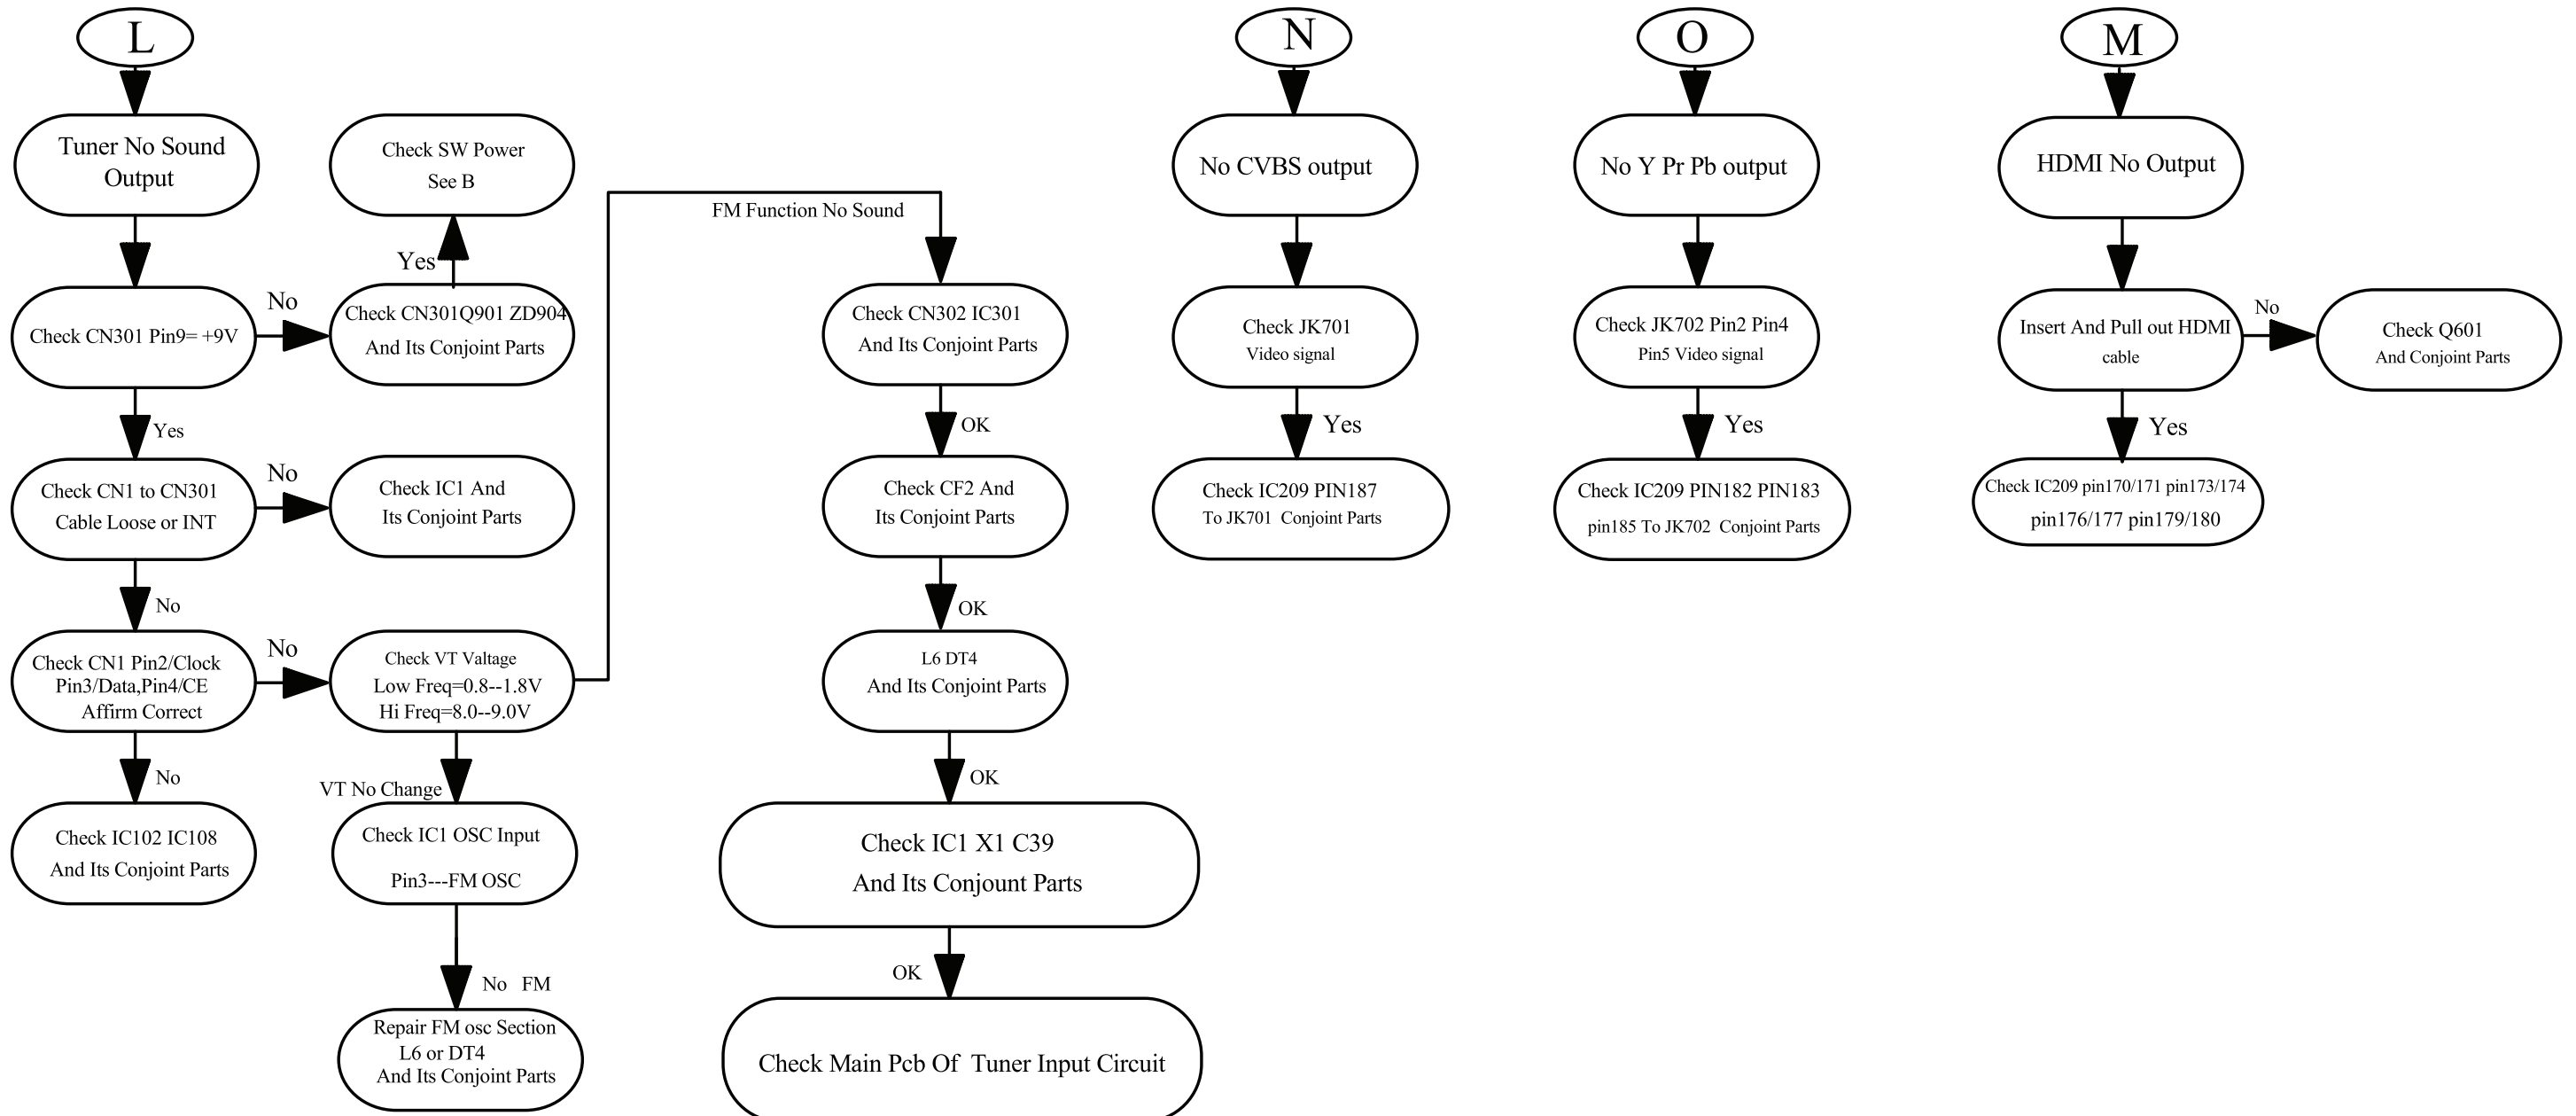 L
Tuner No Sound
Output
Check CN301 Pin9= +9V
No
Check CN301Q901 ZD904
And Its Conjoint Parts
Yes
Check SW Power
See B
Yes
Check CN1 to CN301
Cable Loose or INT
No
Check IC1 And
Its Conjoint Parts
No
Check CN1 Pin2/Clock
Pin3/Data,Pin4/CE
Affirm Correct
No
Check VT Valtage
Low Freq=0.8--1.8V
Hi Freq=8.0--9.0V
No
Check IC102 IC108
And Its Conjoint Parts
VT No Change
Check IC1 OSC Input
Pin3---FM OSC
No FM
Repair FM osc Section
L6 or DT4
And Its Conjoint Parts
FM Function No Sound
Check CN302 IC301
And Its Conjoint Parts
OK
Check CF2 And
Its Conjoint Parts
OK
L6 DT4
And Its Conjoint Parts
OK
Check IC1 X1 C39
And Its Conjount Parts
OK
Check Main Pcb Of Tuner Input Circuit
N
No CVBS output
Check JK701
Video signal
Yes
Check IC209 PIN187
To JK701 Conjoint Parts
O
No Y Pr Pb output
Check JK702 Pin2 Pin4
Pin5 Video signal
Yes
Check IC209 PIN182 PIN183
pin185 To JK702 Conjoint Parts
M
HDMI No Output
Insert And Pull out HDMI
cable
No
Check Q601
And Conjoint Parts
Yes
Check IC209 pin170/171 pin173/174
pin176/177 pin179/180